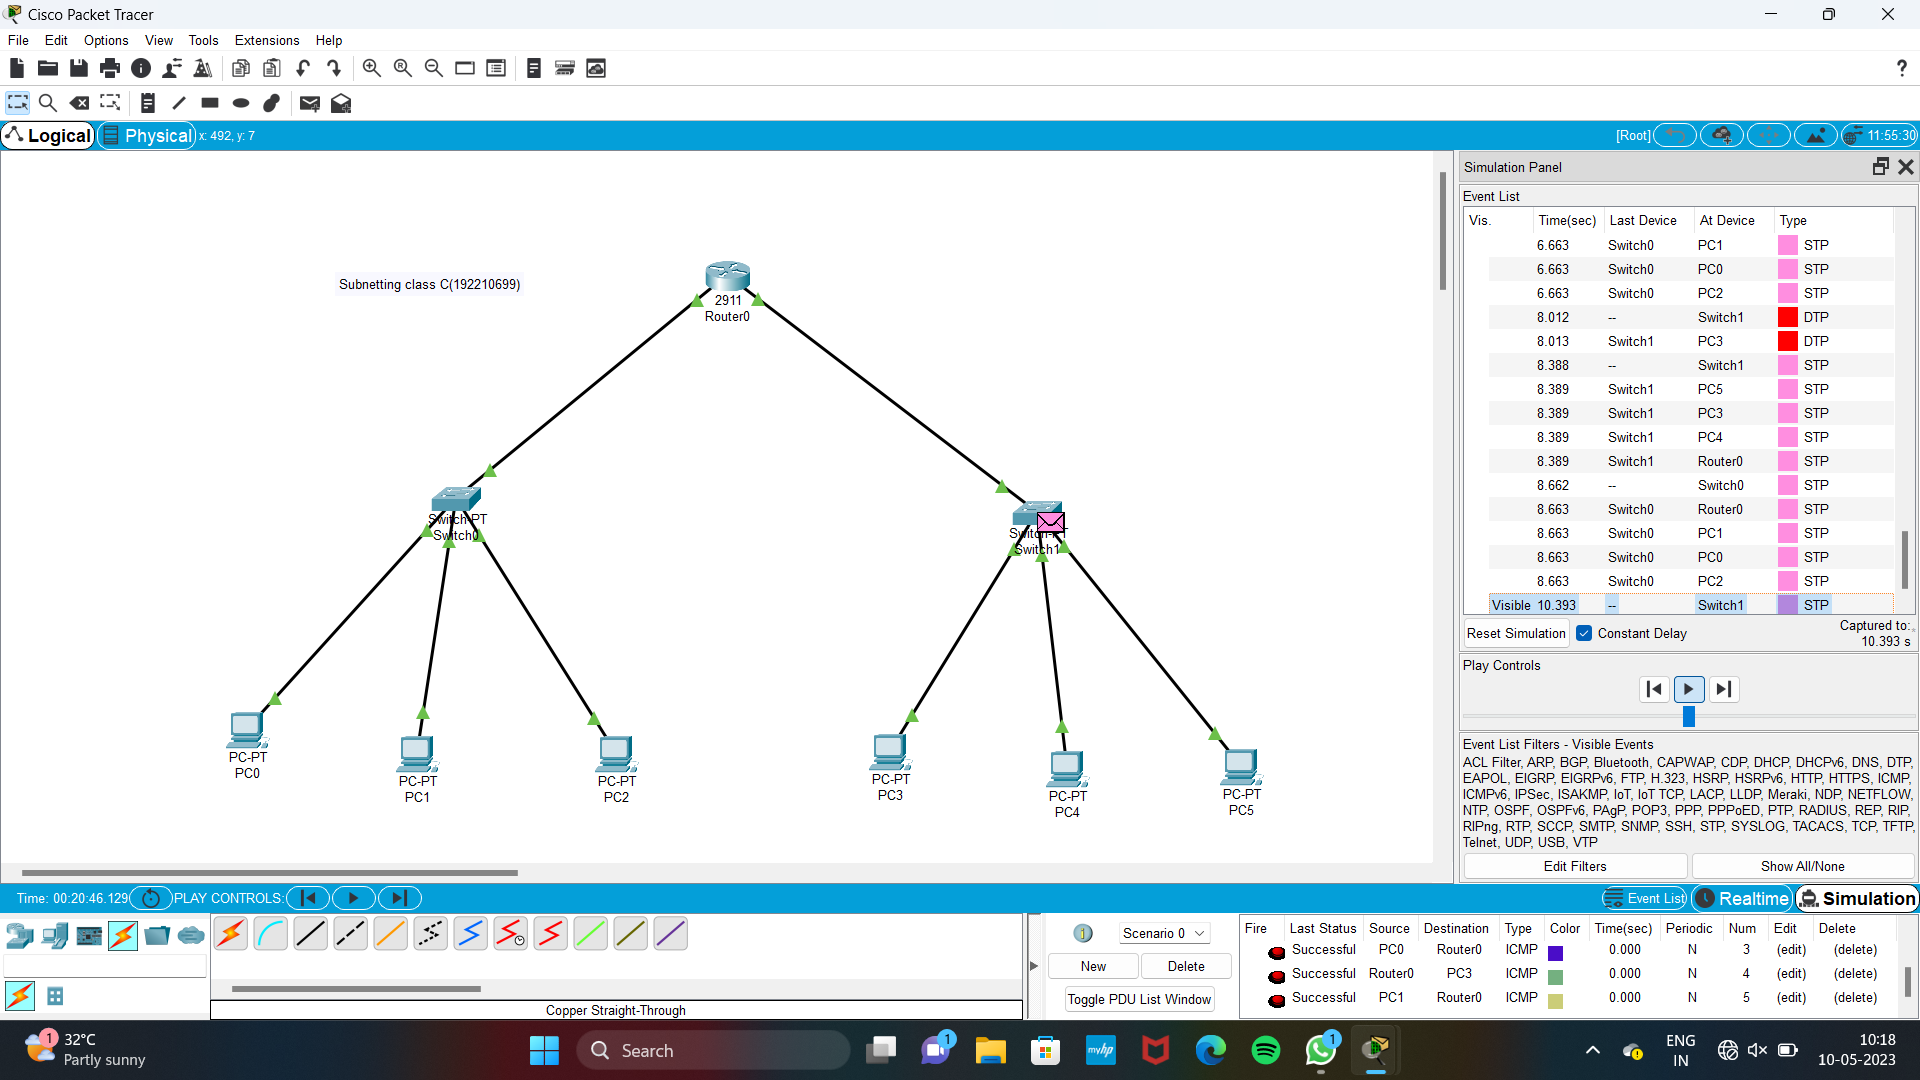 Cisco Packet Tracer
File Edit Options View Tools Extensions Help
Logical Physical x: 492, y: 7 [Root] 11:55:30
Subnetting class C(192210699)
2911
Router0
Switch-PT
Switch0
Switch1
PC-PT
PC0
PC-PT
PC1
PC-PT
PC2
PC-PT
PC3
PC-PT
PC4
PC-PT
PC5
Simulation Panel
Event List
Vis. Time(sec) Last Device At Device Type
6.663 Switch0 PC1 STP
6.663 Switch0 PC0 STP
6.663 Switch0 PC2 STP
8.012 -- Switch1 DTP
8.013 Switch1 PC3 DTP
8.388 -- Switch1 STP
8.389 Switch1 PC5 STP
8.389 Switch1 PC3 STP
8.389 Switch1 PC4 STP
8.389 Switch1 Router0 STP
8.662 -- Switch0 STP
8.663 Switch0 Router0 STP
8.663 Switch0 PC1 STP
8.663 Switch0 PC0 STP
8.663 Switch0 PC2 STP
Visible 10.393 -- Switch1 STP
Reset Simulation Constant Delay Captured to:
10.393 s
Play Controls
Event List Filters - Visible Events
ACL Filter, ARP, BGP, Bluetooth, CAPWAP, CDP, DHCP, DHCPv6, DNS, DTP,
EAPOL, EIGRP, EIGRPv6, FTP, H.323, HSRP, HSRPv6, HTTP, HTTPS, ICMP,
ICMPv6, IPSec, ISAKMP, IoT, IoT TCP, LACP, LLDP, Meraki, NDP, NETFLOW,
NTP, OSPF, OSPFv6, PAgP, POP3, PPP, PPPoED, PTP, RADIUS, REP, RIP,
RIPng, RTP, SCCP, SMTP, SNMP, SSH, STP, SYSLOG, TACACS, TCP, TFTP,
Telnet, UDP, USB, VTP
Edit Filters Show All/None
Time: 00:20:46.129 PLAY CONTROLS: Event List Realtime Simulation
Scenario 0
New Delete
Toggle PDU List Window
Fire Last Status Source Destination Type Color Time(sec) Periodic Num Edit Delete
Successful PC0 Router0 ICMP 0.000 N 3 (edit) (delete)
Successful Router0 PC3 ICMP 0.000 N 4 (edit) (delete)
Successful PC1 Router0 ICMP 0.000 N 5 (edit) (delete)
Copper Straight-Through
1 32°C
Partly sunny
Search
1
myhp
1
ENG
IN
10:18
10-05-2023